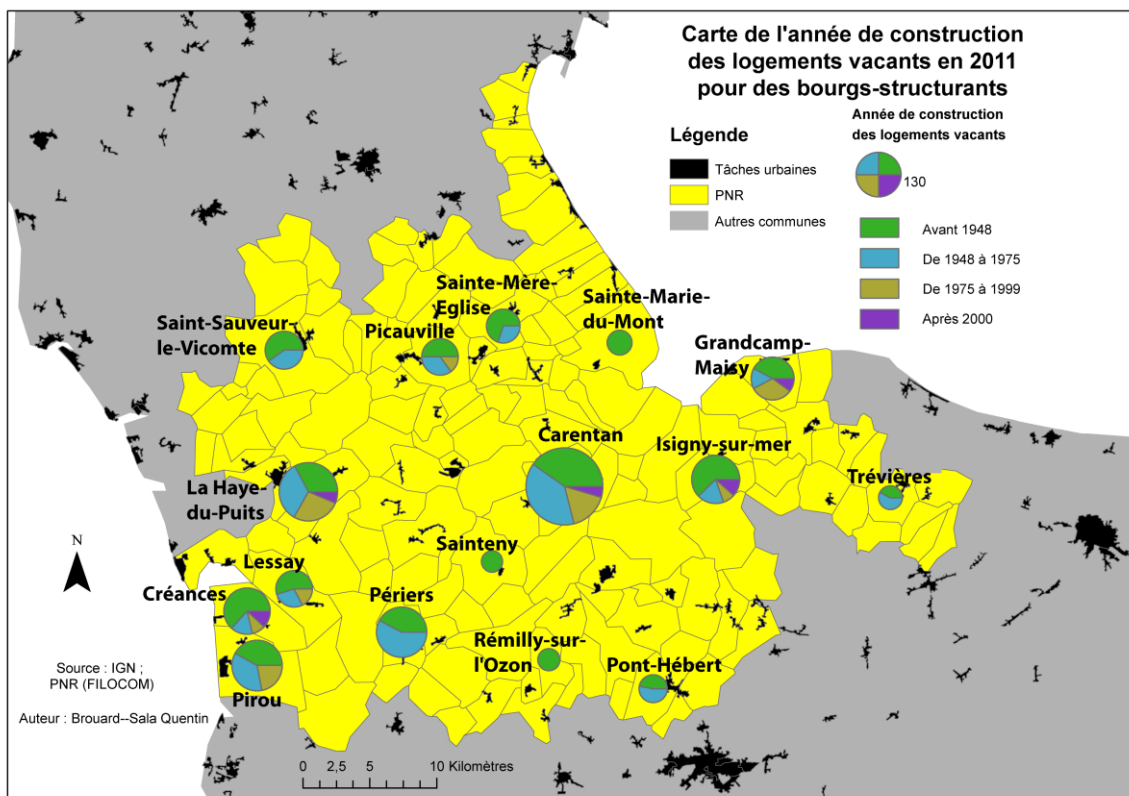 Carte de l'année de construction
des logements vacants en 2011
pour des bourgs-structurants
Légende
Tâches urbaines
PNR
Autres communes
Année de construction
des logements vacants
130
Avant 1948
De 1948 à 1975
De 1975 à 1999
Après 2000
Sainte-Mère-
Eglise
Sainte-Marie-
du-Mont
Saint-Sauveur-
le-Vicomte
Picauville
Grandcamp-
Maisy
Carentan
Isigny-sur-mer
Trévières
La Haye-
du-Puits
Sainteny
Lessay
Créances
Périers
Rémilly-sur-
l'Ozon
Pont-Hébert
Pirou
N
Source : IGN ;
PNR (FILOCOM)
Auteur : Brouard--Sala Quentin
0 2,5 5 10 Kilomètres